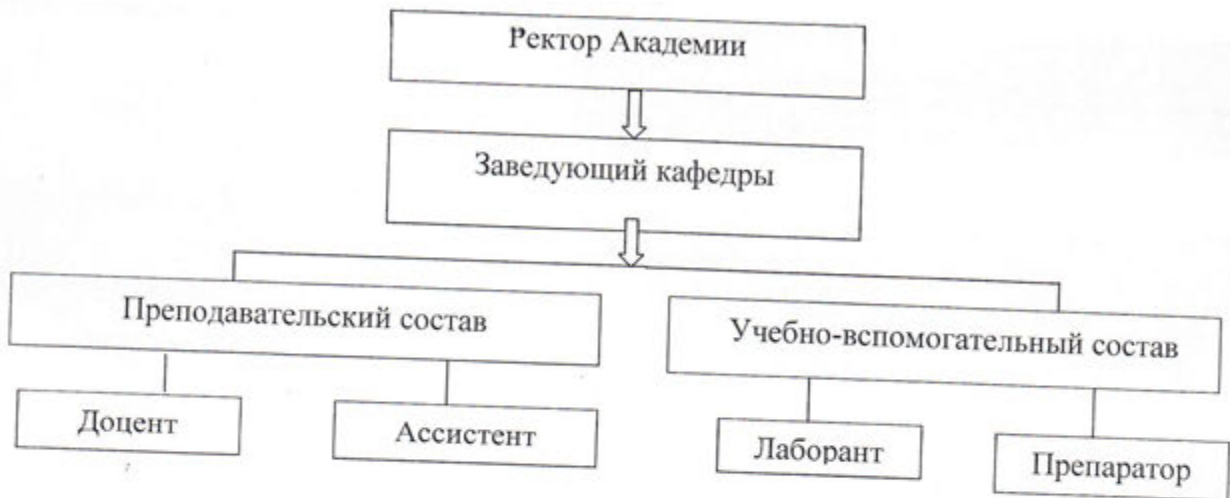 Ректор Академии
Заведующий кафедры
Преподавательский состав
Учебно-вспомогательный состав
Доцент
Ассистент
Лаборант
Препаратор